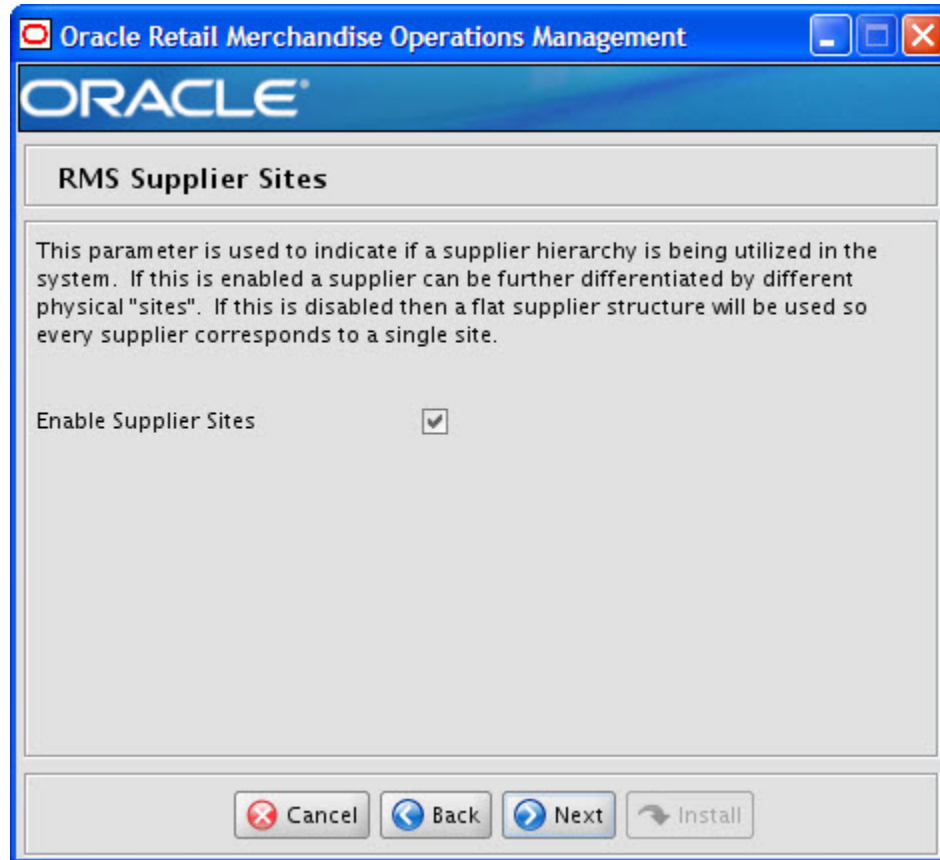 Oracle Retail Merchandise Operations Management
ORACLE®
RMS Supplier Sites
This parameter is used to indicate if a supplier hierarchy is being utilized in the
system.  If this is enabled a supplier can be further differentiated by different
physical "sites".  If this is disabled then a flat supplier structure will be used so
every supplier corresponds to a single site.
Enable Supplier Sites
Cancel
Back
Next
Install